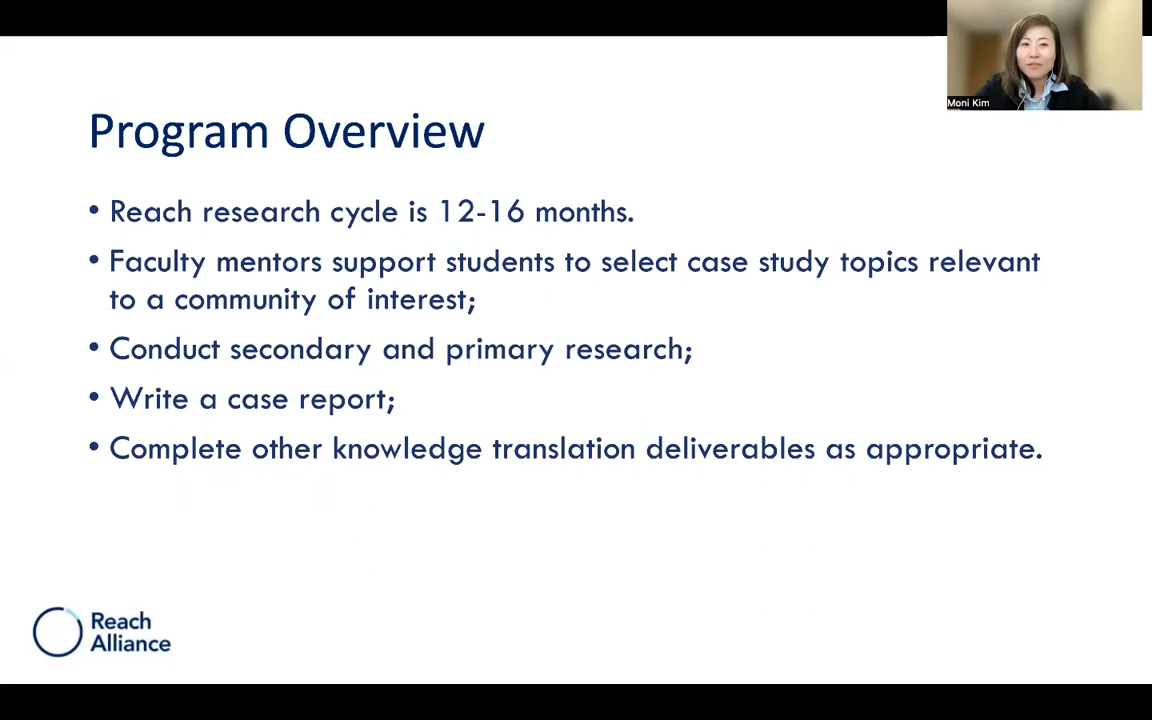 Moni Kim
Program Overview
• Reach research cycle is 12-16 months.
• Faculty mentors support students to select case study topics relevant
to a community of interest;
• Conduct secondary and primary research;
• Write a case report;
• Complete other knowledge translation deliverables as appropriate.
Reach
Alliance